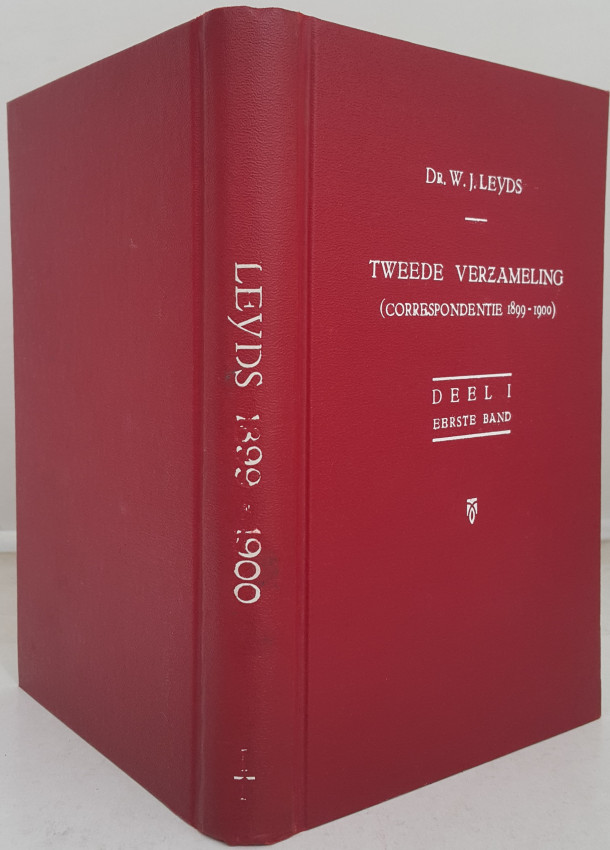 Dr. W. J. LEYDS
TWEEDE VERZAMELING
(CORRESPONDENTIE 1899-1900)
DEEL I
EERSTE BAND
LEYDS 1899-1900